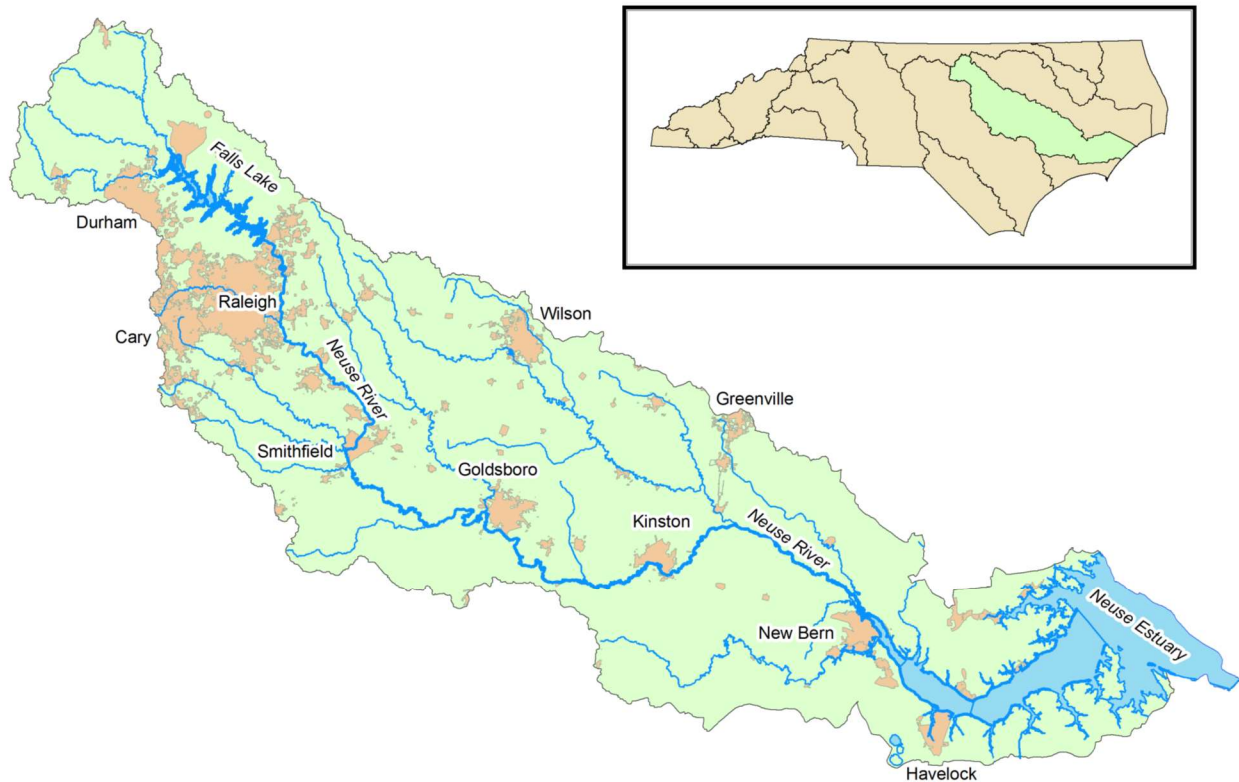 Falls Lake
Durham
Raleigh
Cary
Wilson
Neuse River
Greenville
Smithfield
Goldsboro
Kinston
Neuse River
New Bern
Neuse Estuary
Havelock